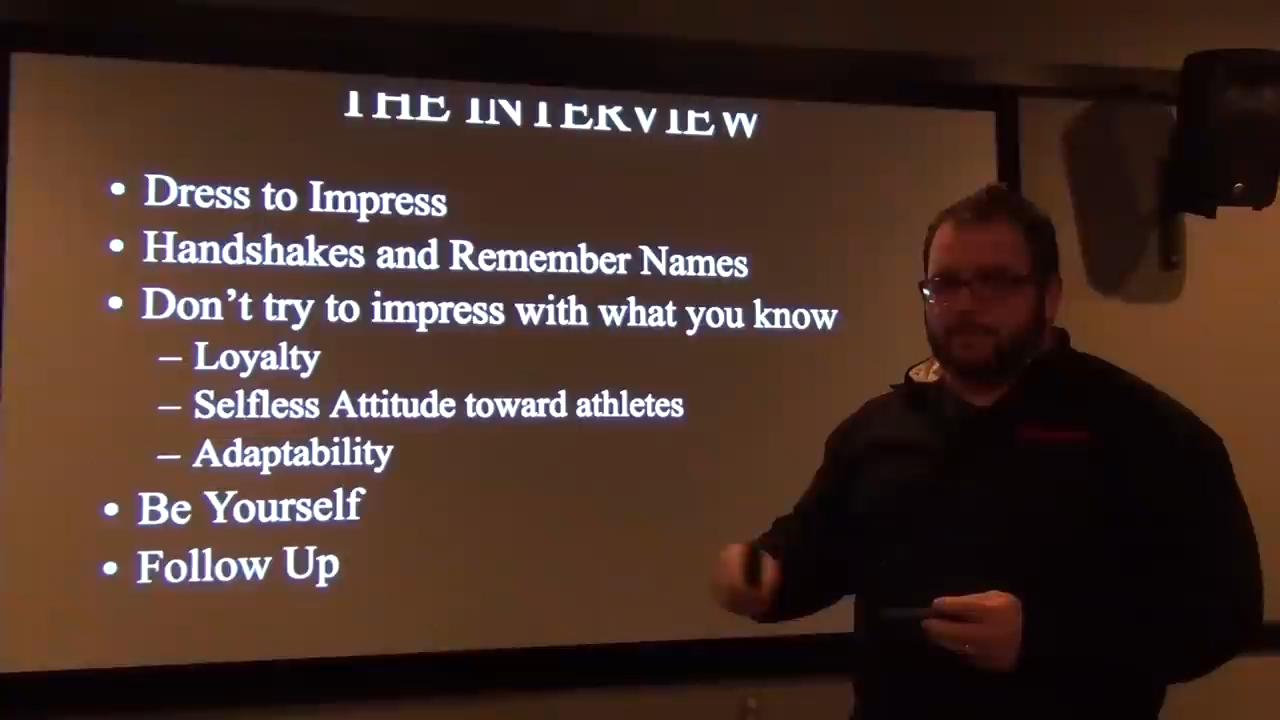 THE INTERVIEW
• Dress to Impress
• Handshakes and Remember Names
• Don't try to impress with what you know
– Loyalty
– Selfless Attitude toward athletes
– Adaptability
• Be Yourself
• Follow Up